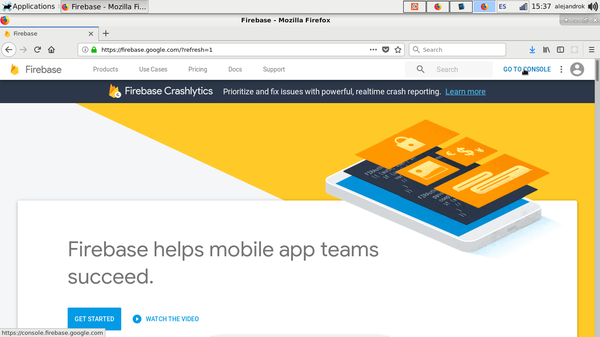 Applications
Firebase - Mozilla Fi...
ES
15:37
alejandrok
Firebase - Mozilla Firefox
Firebase
https://firebase.google.com/?refresh=1
Search
Firebase
Products
Use Cases
Pricing
Docs
Support
Search
GO TO CONSOLE
Firebase Crashlytics
Prioritize and fix issues with powerful, realtime crash reporting. Learn more
Firebase helps mobile app teams
succeed.
GET STARTED
WATCH THE VIDEO
https://console.firebase.google.com